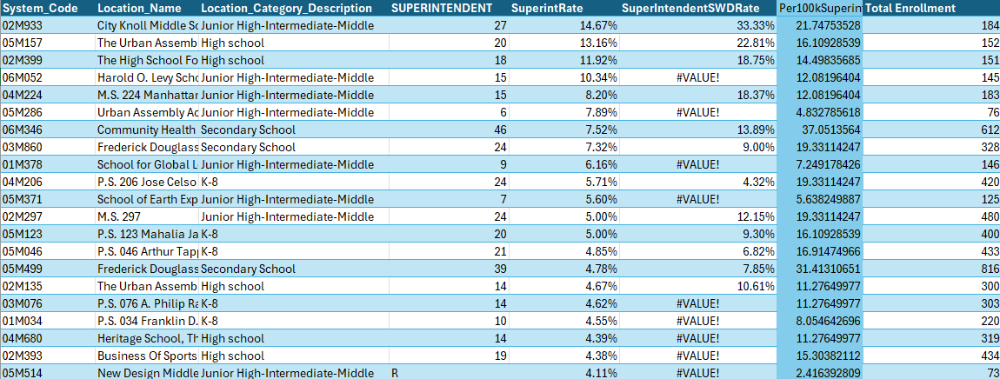 System_Code Location_Name Location_Category_Description SUPERINTENDENT SuperintRate SuperintendentSWDRate Per100kSuperin Total Enrollment
02M933 City Knoll Middle Sc Junior High-Intermediate-Middle 27 14.67% 33.33% 21.74753528 184
05M157 The Urban Assemb High school 20 13.16% 22.81% 16.10928539 152
02M399 The High School Fo High school 18 11.92% 18.75% 14.49835685 151
06M052 Harold O. Levy Scho Junior High-Intermediate-Middle 15 10.34% #VALUE! 12.08196404 145
04M224 M.S. 224 Manhattan Junior High-Intermediate-Middle 15 8.20% 18.37% 12.08196404 183
05M286 Urban Assembly Ac Junior High-Intermediate-Middle 6 7.89% #VALUE! 4.832785618 76
06M346 Community Health Secondary School 46 7.52% 13.89% 37.0513564 612
03M860 Frederick Douglass Secondary School 24 7.32% 9.00% 19.33114247 328
01M378 School for Global L Junior High-Intermediate-Middle 9 6.16% #VALUE! 7.249178426 146
04M206 P.S. 206 Jose Celso K-8 24 5.71% 4.32% 19.33114247 420
05M371 School of Earth Exp Junior High-Intermediate-Middle 7 5.60% #VALUE! 5.638249887 125
02M297 M.S. 297 Junior High-Intermediate-Middle 24 5.00% 12.15% 19.33114247 480
05M123 P.S. 123 Mahalia Ja K-8 20 5.00% 9.30% 16.10928539 400
05M046 P.S. 046 Arthur Tapp K-8 21 4.85% 6.82% 16.91474966 433
05M499 Frederick Douglass Secondary School 39 4.78% 7.85% 31.41310651 816
02M135 The Urban Assemb High school 14 4.67% 10.61% 11.27649977 300
03M076 P.S. 076 A. Philip Ra K-8 14 4.62% #VALUE! 11.27649977 303
01M034 P.S. 034 Franklin D. K-8 10 4.55% #VALUE! 8.054642696 220
04M680 Heritage School, Th High school 14 4.39% #VALUE! 11.27649977 319
02M393 Business Of Sports High school 19 4.38% #VALUE! 15.30382112 434
05M514 New Design Middle Junior High-Intermediate-Middle R 4.11% #VALUE! 2.416392809 73